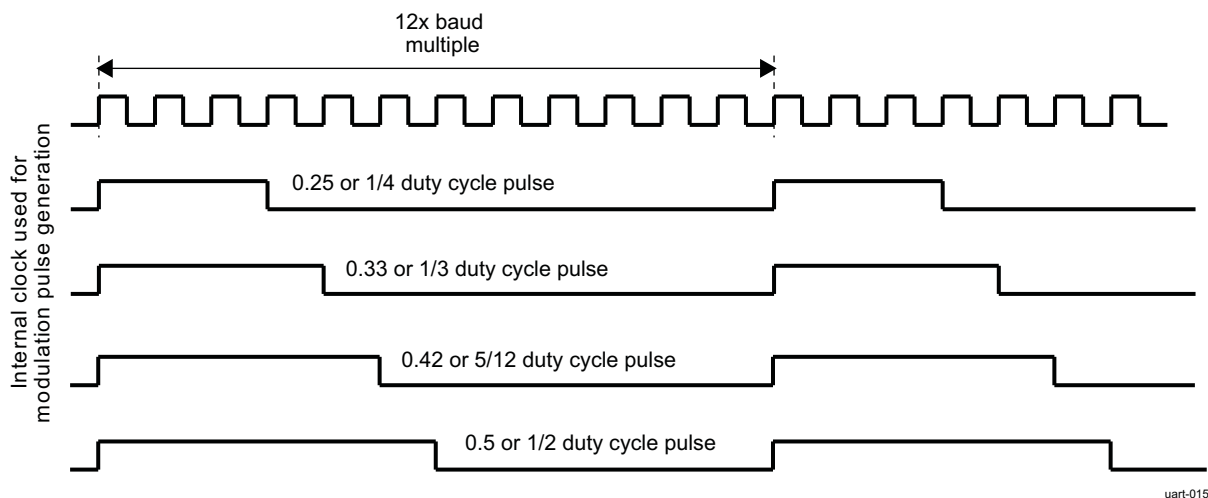 12x baud
multiple
Internal clock used for
modulation pulse generation
0.25 or 1/4 duty cycle pulse
0.33 or 1/3 duty cycle pulse
0.42 or 5/12 duty cycle pulse
0.5 or 1/2 duty cycle pulse
uart-015